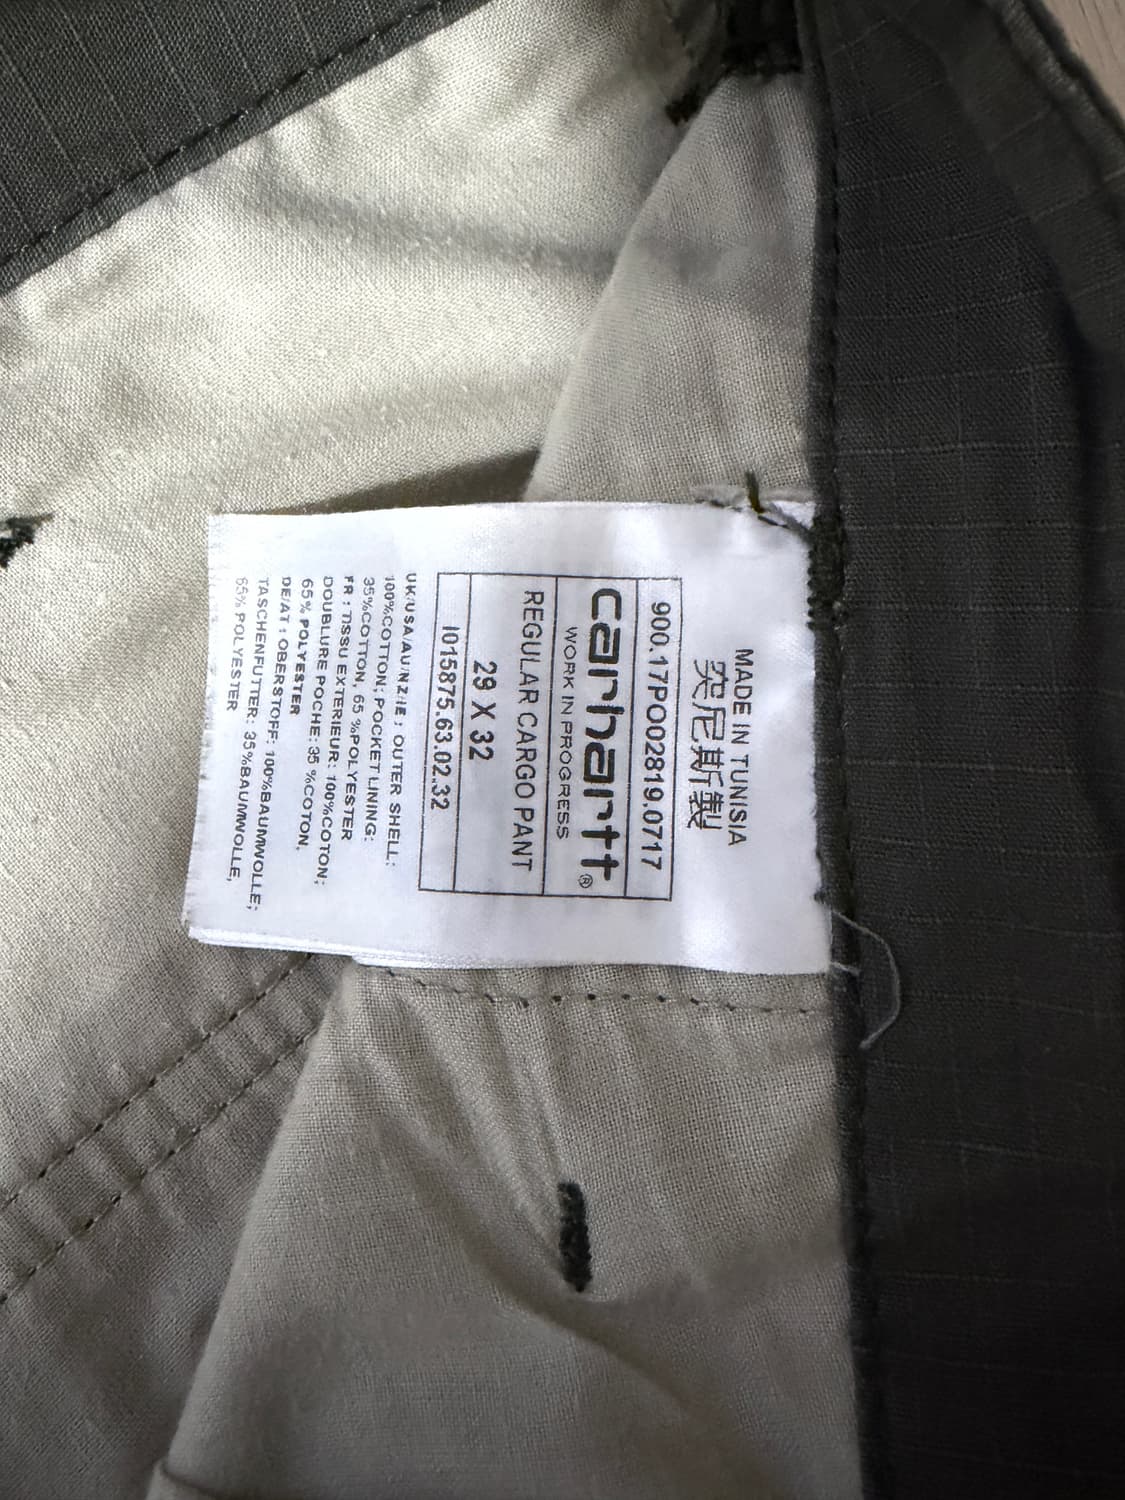 MADE IN TUNISIA
突尼斯製
900.17PO02819.0717
carhartt®
WORK IN PROGRESS
REGULAR CARGO PANT
29 X 32
I015875.63.02.32
UK/USA/AU/NZ/IE : OUTER SHELL:
100%COTTON; POCKET LINING:
35%COTTON, 65 %POLYESTER
FR : TISSU EXTERIEUR: 100%COTON;
DOUBLURE POCHE: 35 %COTON,
65% POLYESTER
DE/AT : OBERSTOFF: 100%BAUMWOLLE;
TASCHENFUTTER: 35%BAUMWOLLE,
65% POLYESTER